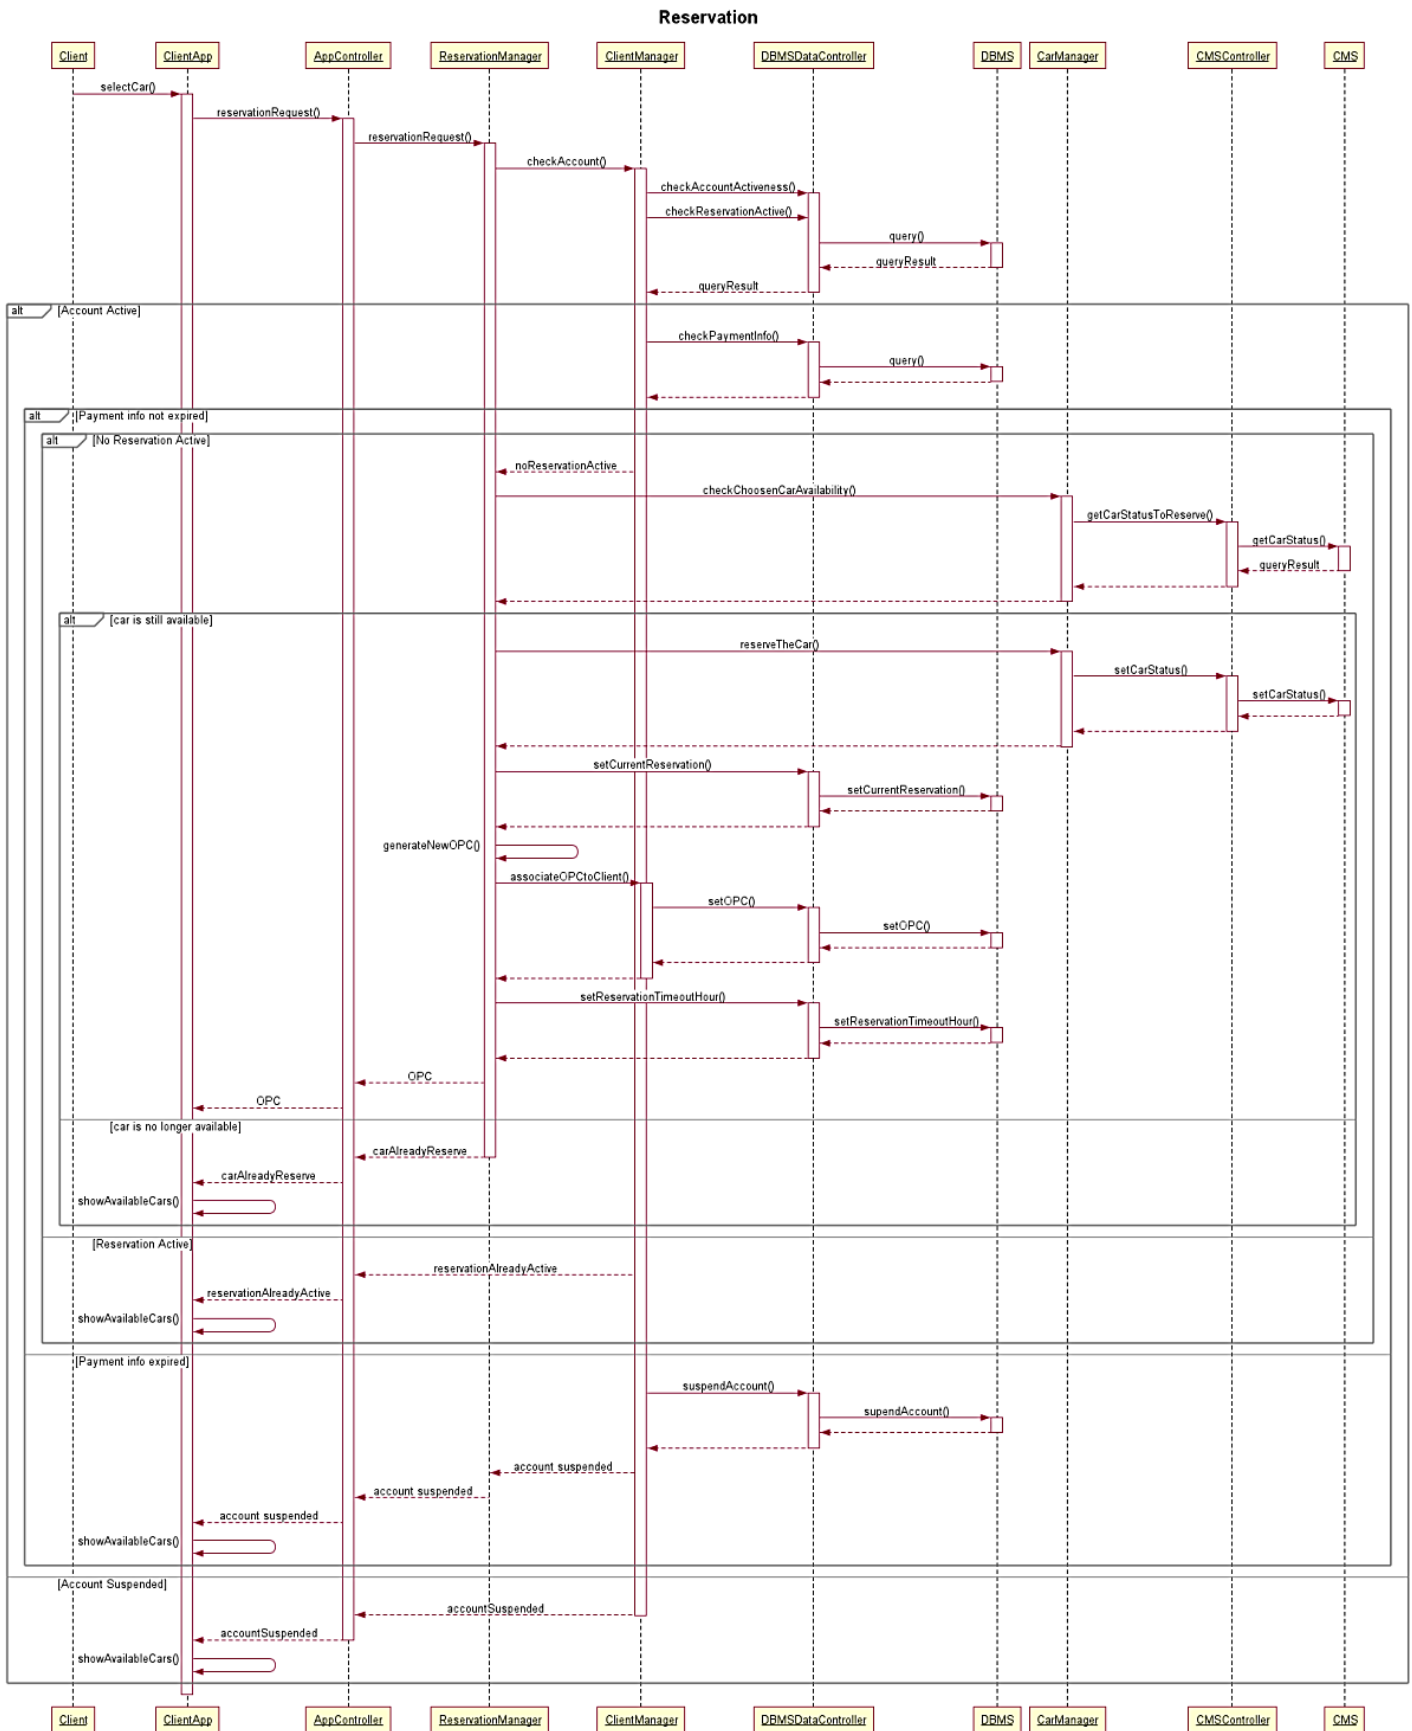 Reservation
Client ClientApp AppController ReservationManager ClientManager DBMSDataController DBMS CarManager CMSController CMS
selectCar()
reservationRequest()
reservationRequest()
checkAccount()
checkAccountActiveness()
checkReservationActive()
query()
queryResult
queryResult
alt [Account Active]
checkPaymentInfo()
query()
alt [Payment info not expired]
alt [No Reservation Active]
noReservationActive
checkChoosenCarAvailability()
getCarStatusToReserve()
getCarStatus()
queryResult
alt [car is still available]
reserveTheCar()
setCarStatus()
setCarStatus()
setCurrentReservation()
setCurrentReservation()
generateNewOPC()
associateOPCtoClient()
setOPC()
setOPC()
setReservationTimeoutHour()
setReservationTimeoutHour()
OPC
OPC
[car is no longer available]
carAlreadyReserve
carAlreadyReserve
showAvailableCars()
[Reservation Active]
reservationAlreadyActive
reservationAlreadyActive
showAvailableCars()
[Payment info expired]
suspendAccount()
supendAccount()
account suspended
account suspended
account suspended
showAvailableCars()
[Account Suspended]
accountSuspended
accountSuspended
showAvailableCars()
Client ClientApp AppController ReservationManager ClientManager DBMSDataController DBMS CarManager CMSController CMS